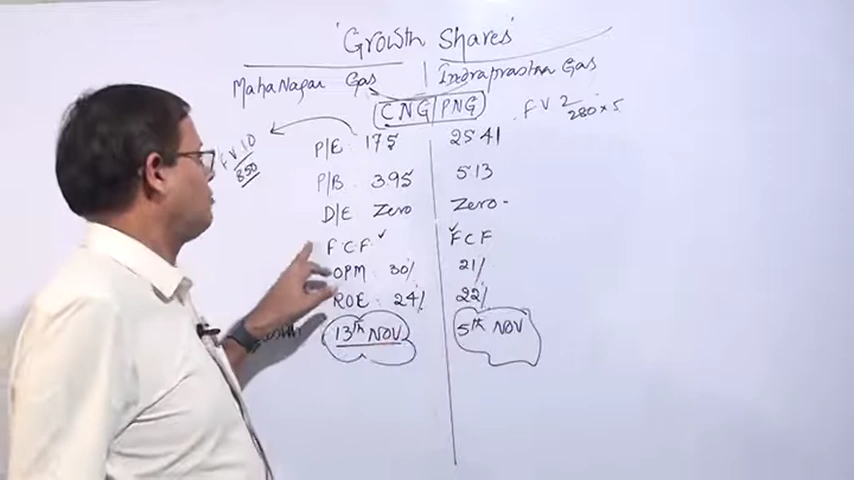 'Growth Shares'
MahaNagar Gas | Indraprastha Gas
CNG/PNG
FV 2
280 × 5
FV 10
850
P/E : 17.5 25.41
P/B : 3.95 5.13
D/E Zero Zero -
FCF ✓ ✓ FCF
OPM : 30% 21%
ROE : 24% 22%
13th NOV 5th NOV